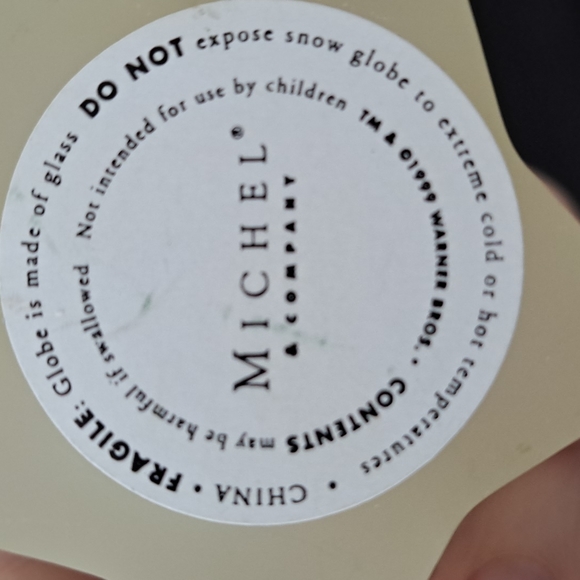 FRAGILE: Globe is made of glass DO NOT expose snow globe to extreme cold or hot temperatures • CHINA •
CONTENTS may be harmful if swallowed Not intended for use by children TM & ©1999 WARNER BROS. •
MICHEL®
& COMPANY